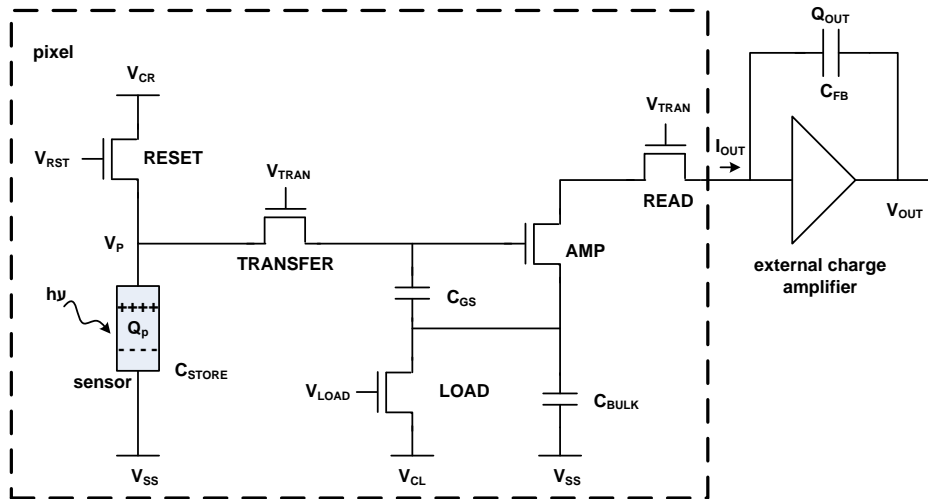 pixel
V_CR
V_RST
RESET
V_TRAN
V_P
TRANSFER
hυ
++++
Q_p
----
sensor
C_STORE
V_SS
C_GS
V_LOAD
LOAD
V_CL
AMP
C_BULK
V_SS
V_TRAN
READ
I_OUT
Q_OUT
C_FB
V_OUT
external charge
amplifier